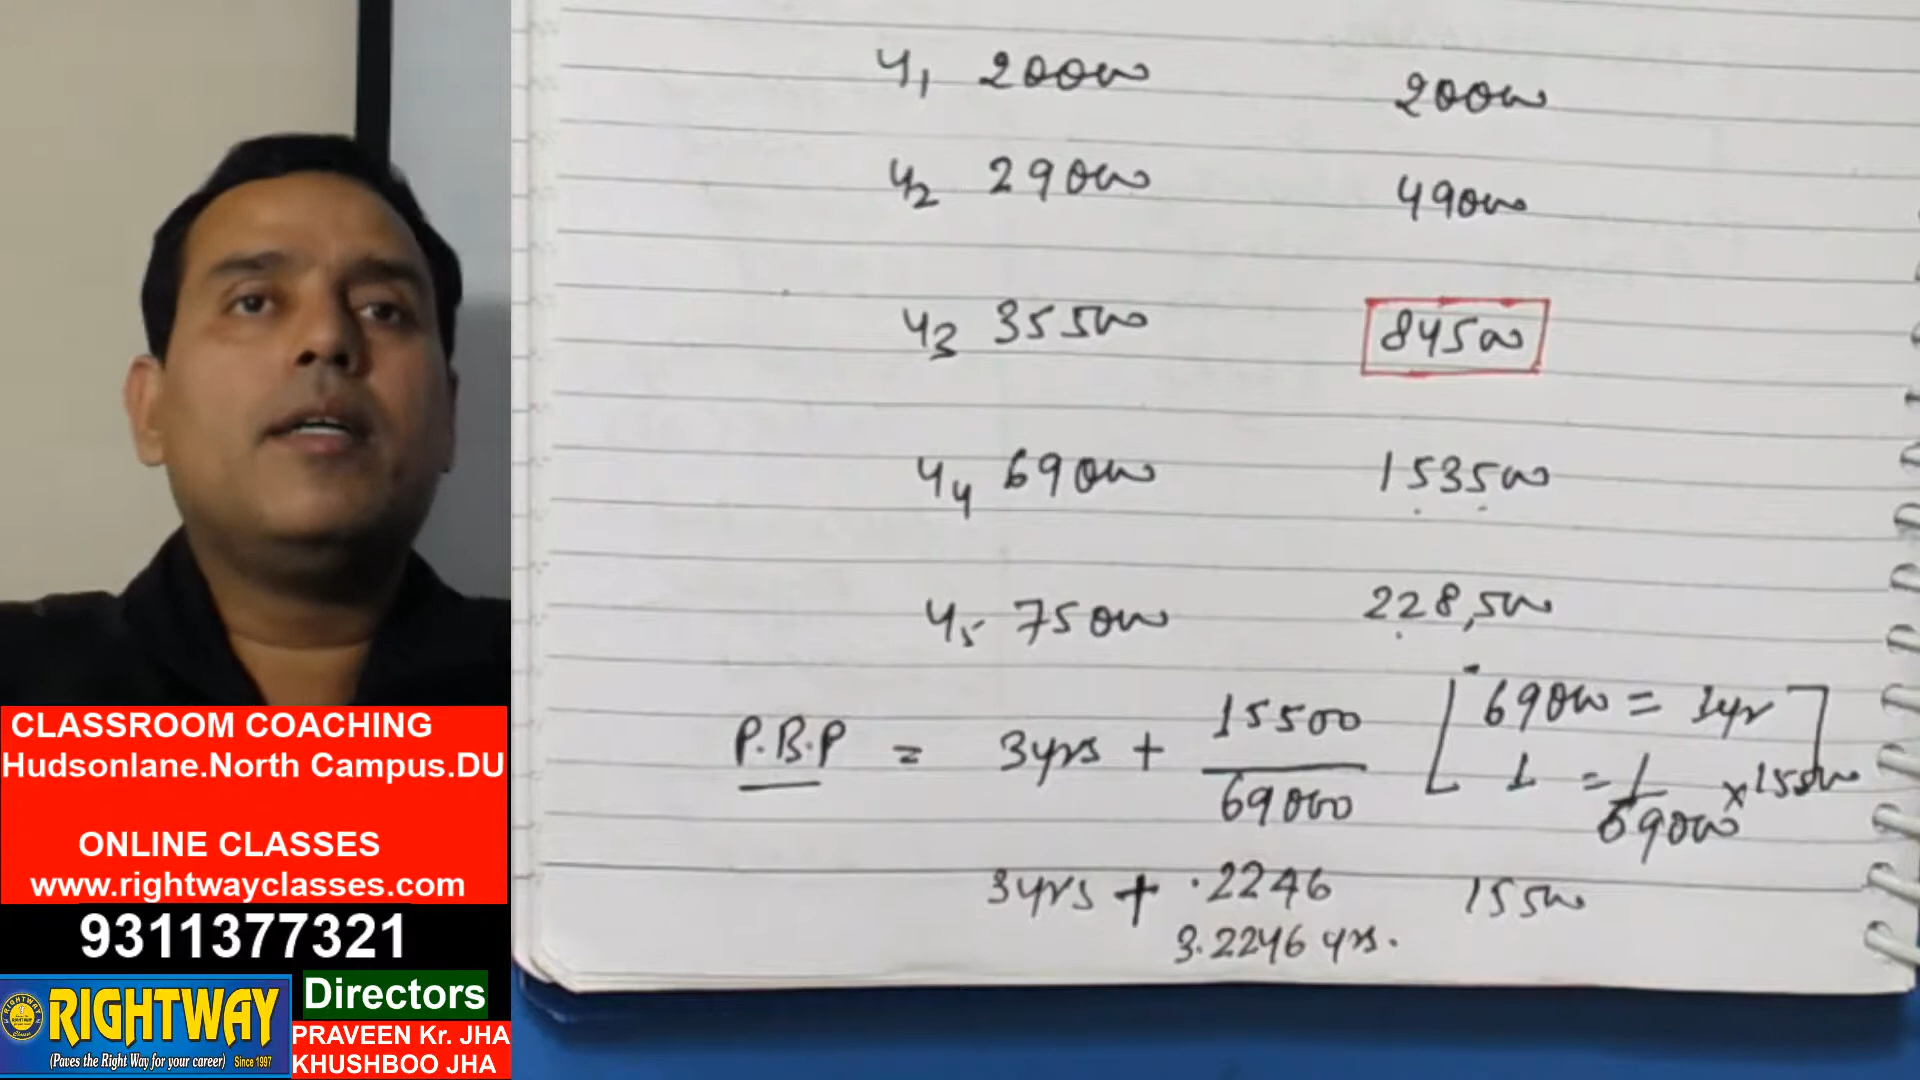 Y1 20000 20000
Y2 29000 49000
Y3 35500 84500
Y4 69000 153500
Y5 75000 228,500
P.B.P = 3yrs + 15500/69000 [69000 = 1yr
1 = 1/69000 × 15500]
3yrs + .2246 15500
3.2246 yrs.
CLASSROOM COACHING
Hudsonlane.North Campus.DU
ONLINE CLASSES
www.rightwayclasses.com
9311377321
RIGHTWAY
(Paves the Right Way for your career) Since 1997
Directors
PRAVEEN Kr. JHA
KHUSHBOO JHA